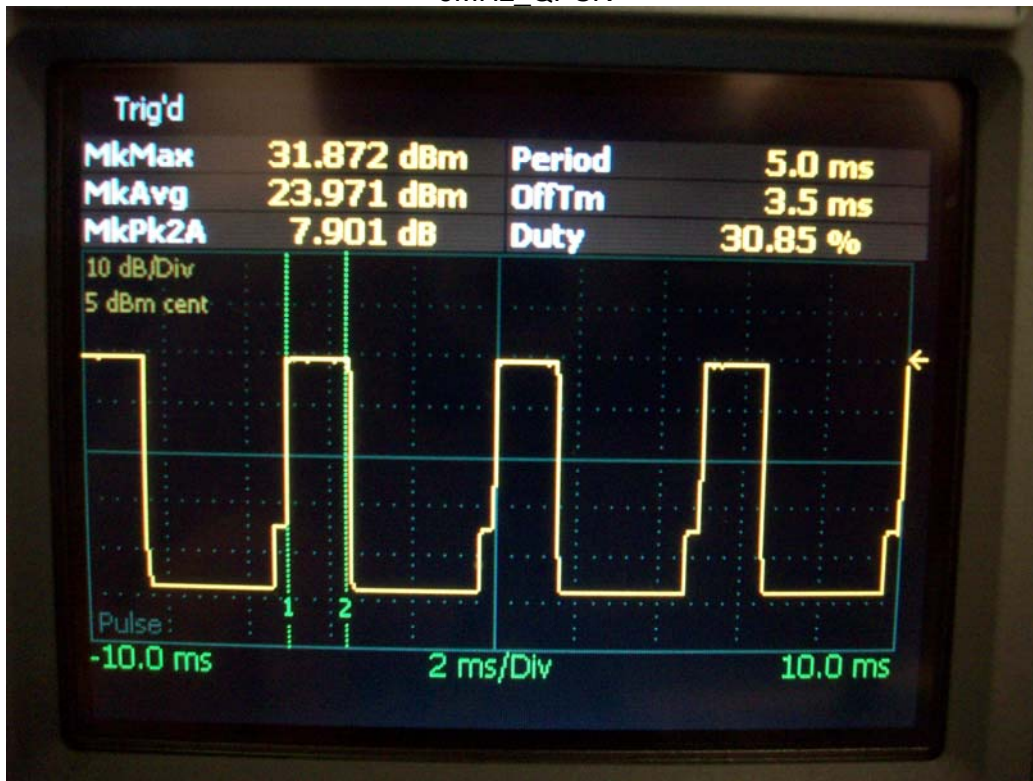 Trig'd
MkMax 31.872 dBm Period 5.0 ms
MkAvg 23.971 dBm OffTm 3.5 ms
MkPk2A 7.901 dB Duty 30.85 %
10 dB/Div
5 dBm cent
1 2
Pulse
-10.0 ms 2 ms/Div 10.0 ms